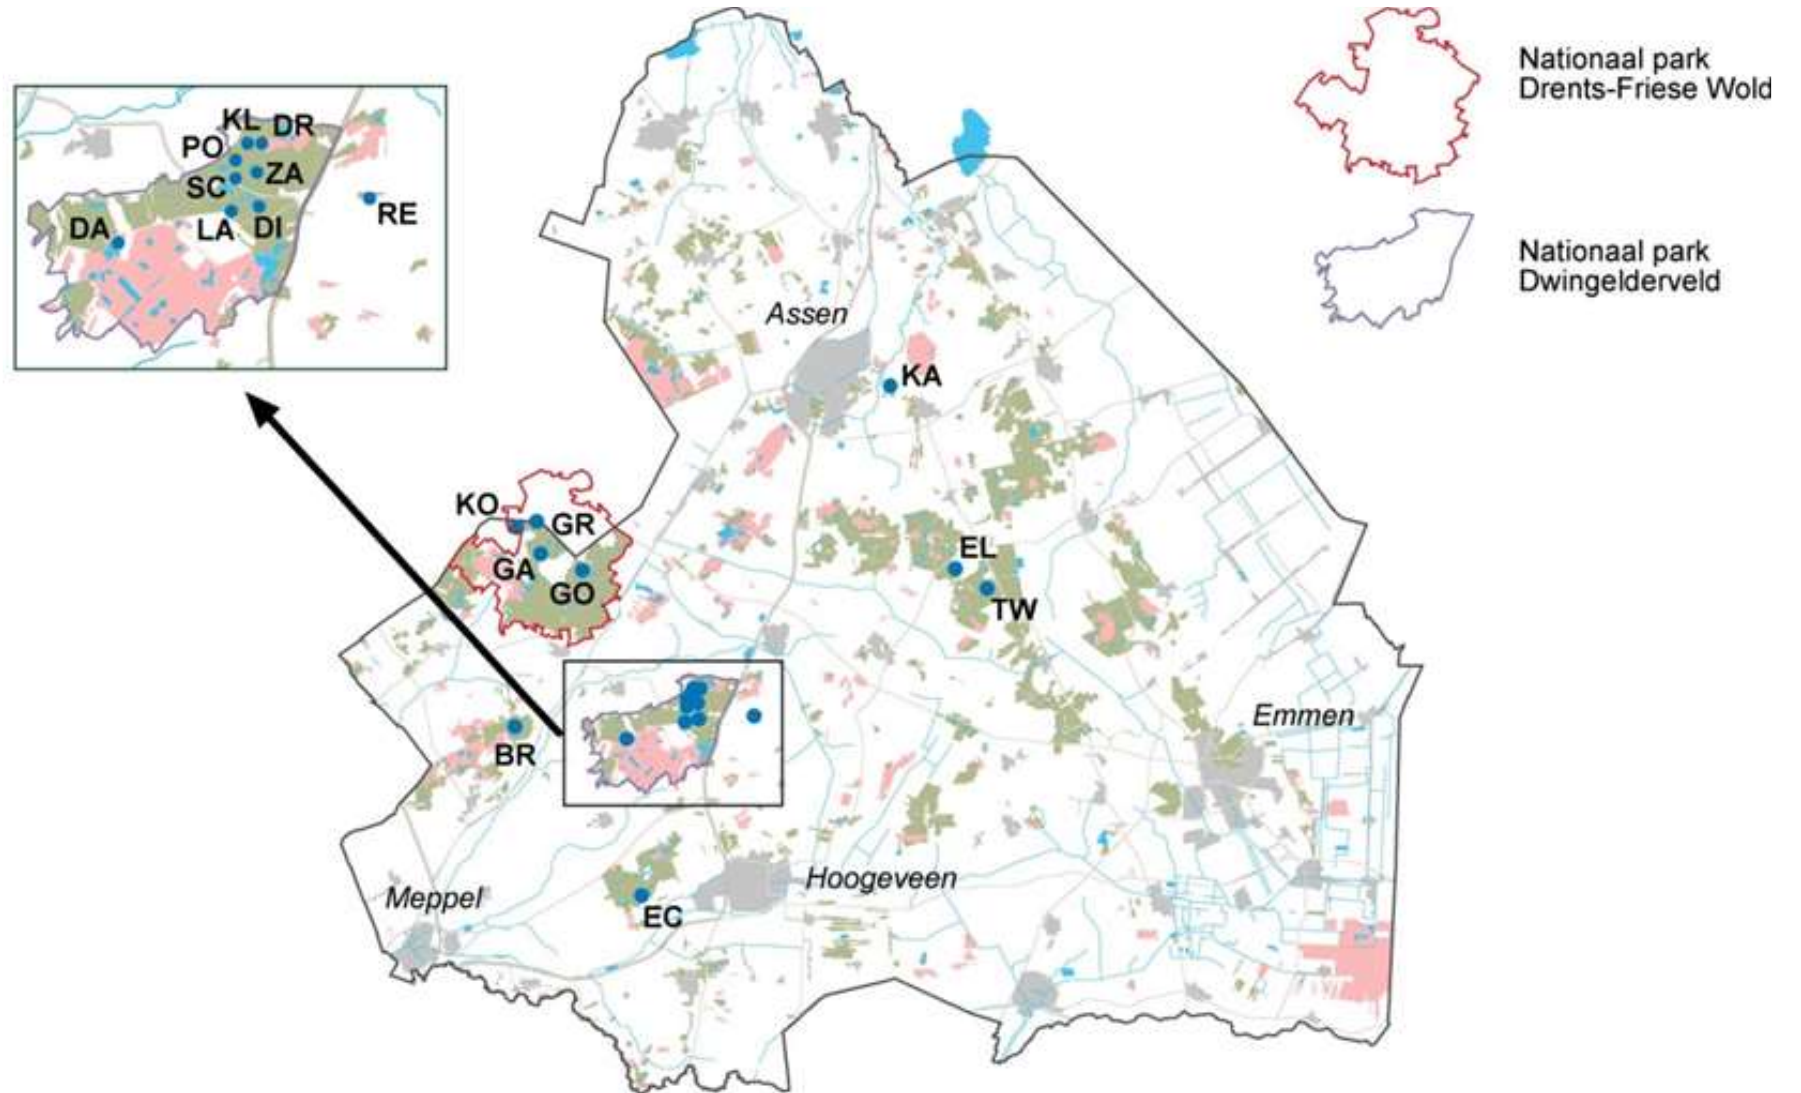 Nationaal park
Drents-Friese Wold
Nationaal park
Dwingelderveld
KL
DR
PO
ZA
SC
RE
DA
LA
DI
Assen
KA
KO
GR
GA
GO
EL
TW
BR
Emmen
Meppel
Hoogeveen
EC